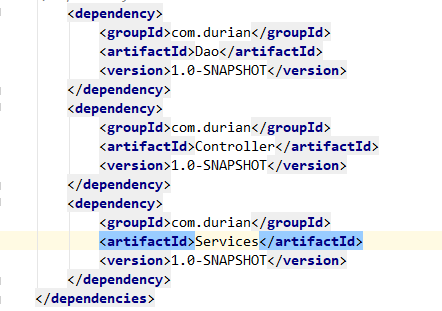 <dependency>
<groupId>com.durian</groupId>
<artifactId>Dao</artifactId>
<version>1.0-SNAPSHOT</version>
</dependency>
<dependency>
<groupId>com.durian</groupId>
<artifactId>Controller</artifactId>
<version>1.0-SNAPSHOT</version>
</dependency>
<dependency>
<groupId>com.durian</groupId>
<artifactId>Services</artifactId>
<version>1.0-SNAPSHOT</version>
</dependency>
</dependencies>